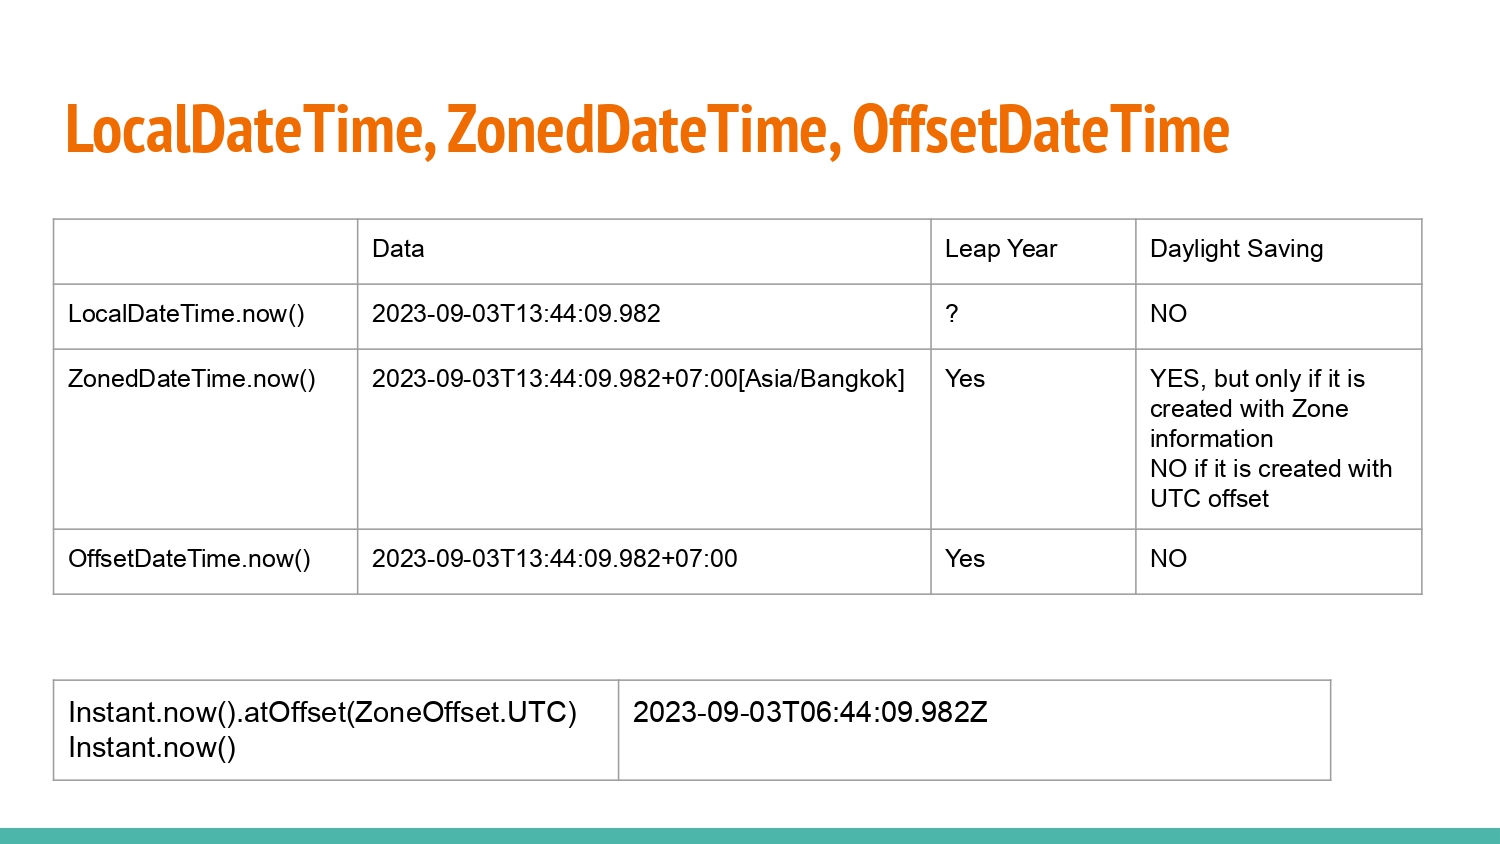 LocalDateTime, ZonedDateTime, OffsetDateTime
Data
Leap Year
Daylight Saving
LocalDateTime.now()
2023-09-03T13:44:09.982
?
NO
ZonedDateTime.now()
2023-09-03T13:44:09.982+07:00[Asia/Bangkok]
Yes
YES, but only if it is
created with Zone
information
NO if it is created with
UTC offset
OffsetDateTime.now()
2023-09-03T13:44:09.982+07:00
Yes
NO
Instant.now().atOffset(ZoneOffset.UTC)
Instant.now()
2023-09-03T06:44:09.982Z